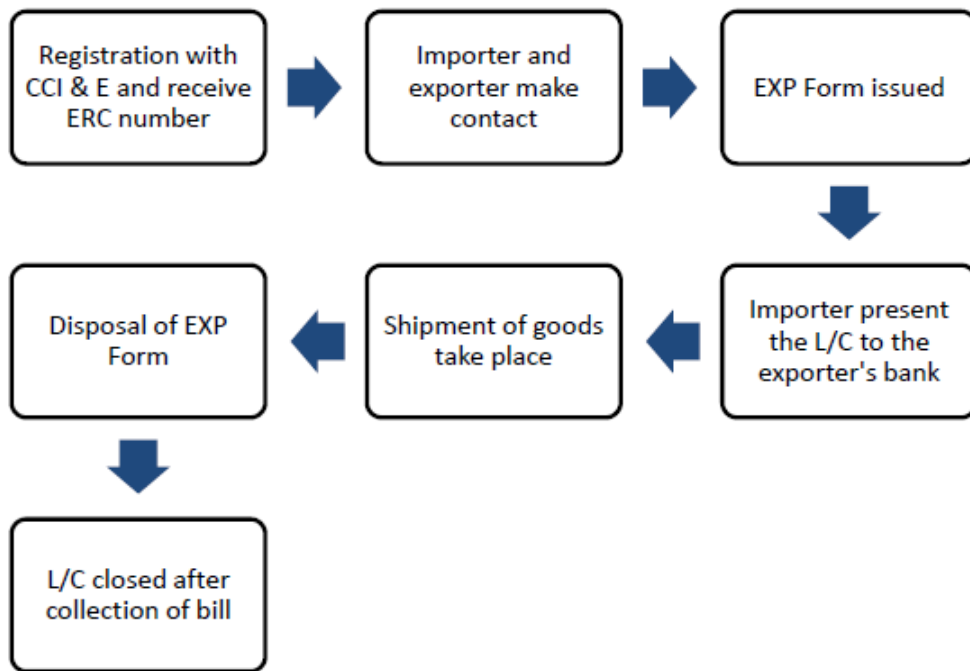 Registration with
CCI & E and receive
ERC number
Importer and
exporter make
contact
EXP Form issued
Importer present
the L/C to the
exporter's bank
Shipment of goods
take place
Disposal of EXP
Form
L/C closed after
collection of bill